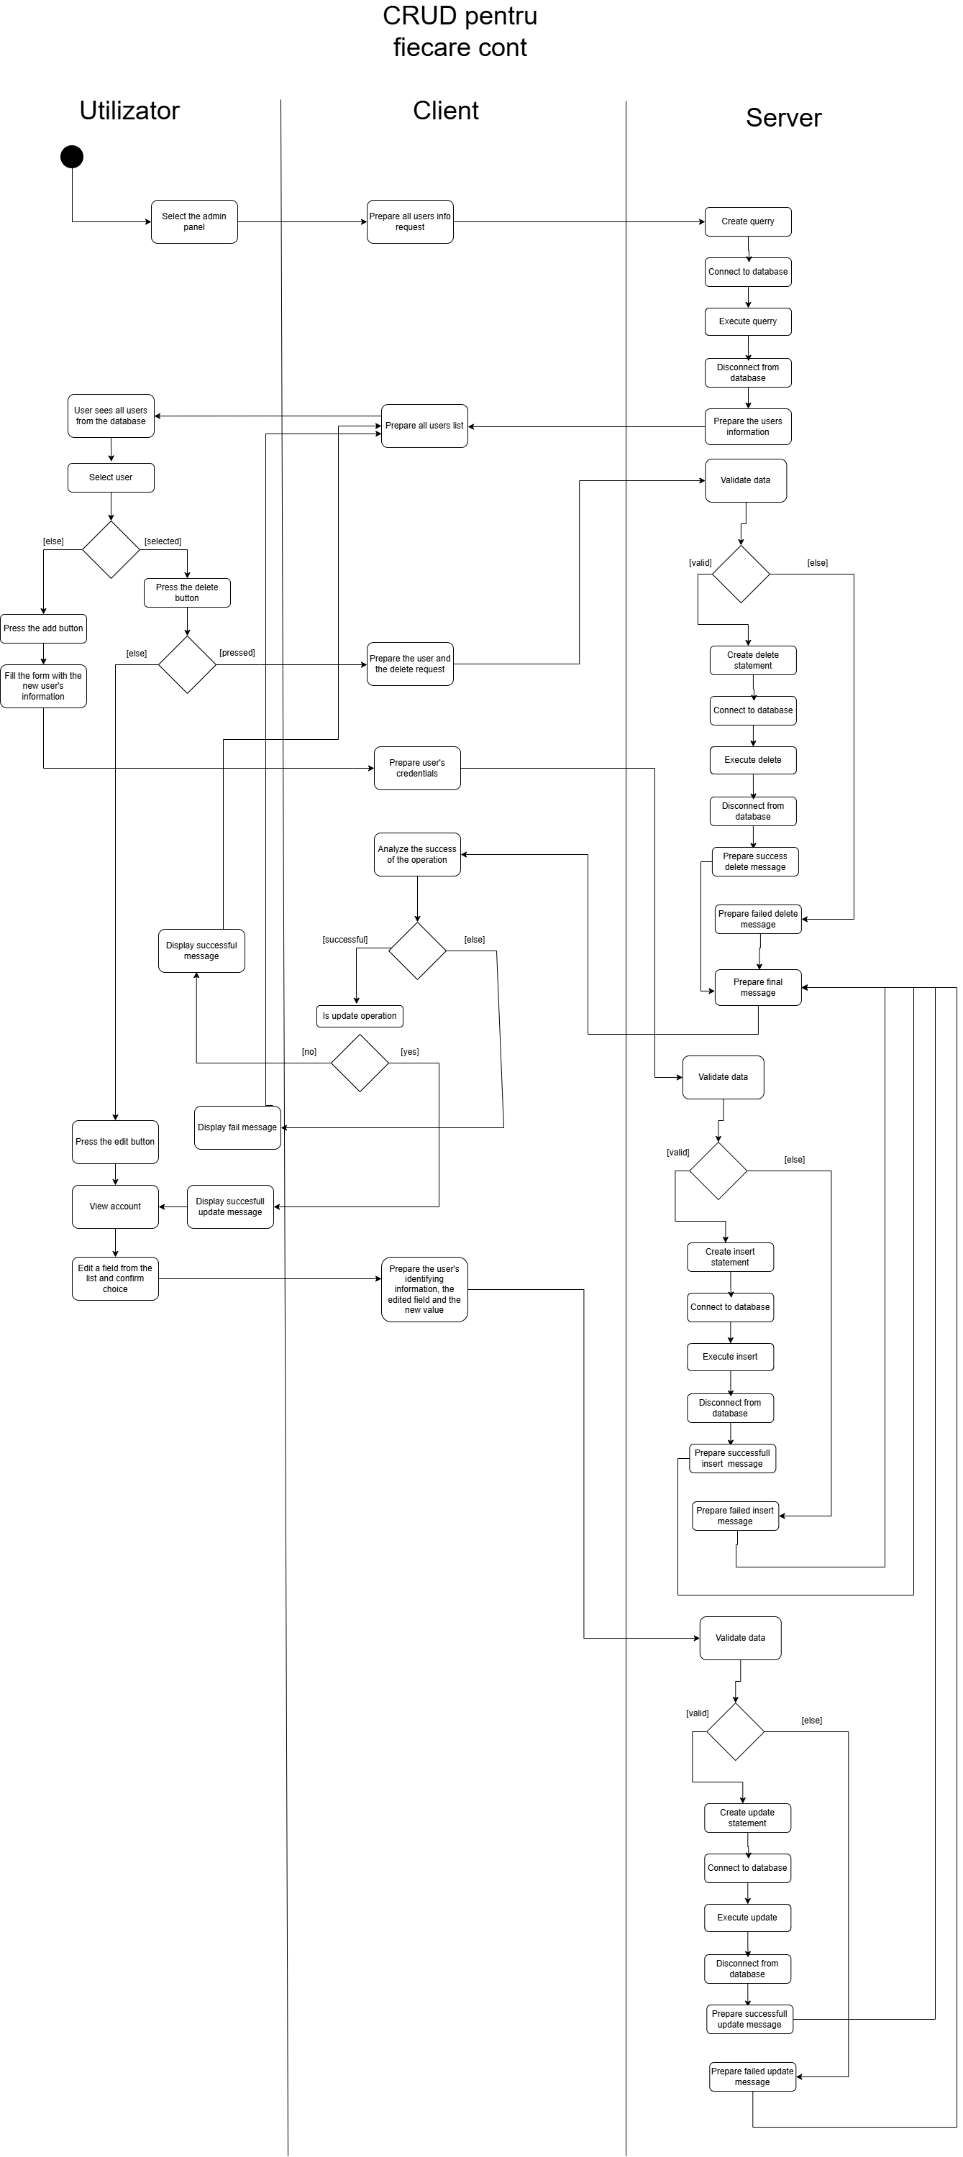 CRUD pentru
fiecare cont
Utilizator
Client
Server
Select the admin
panel
Prepare all users info
request
Create querry
Connect to database
Execute querry
Disconnect from
database
User sees all users
from the database
Prepare all users list
Prepare the users
information
Select user
Validate data
[else]
[selected]
[valid]
[else]
Press the delete
button
Press the add button
[else]
[pressed]
Prepare the user and
the delete request
Create delete
statement
Fill the form with the
new user's
information
Connect to database
Prepare user's
credentials
Execute delete
Disconnect from
database
Analyze the success
of the operation
Prepare success
delete message
Prepare failed delete
message
Display successful
message
[successful]
[else]
Prepare final
message
Is update operation
[no]
[yes]
Validate data
Display fail message
Press the edit button
[valid]
[else]
View account
Display succesfull
update message
Create insert
statement
Edit a field from the
list and confirm
choice
Prepare the user's
identifying
information, the
edited field and the
new value
Connect to database
Execute insert
Disconnect from
database
Prepare successfull
insert  message
Prepare failed insert
message
Validate data
[valid]
[else]
Create update
statement
Connect to database
Execute update
Disconnect from
database
Prepare successfull
update message
Prepare failed update
message